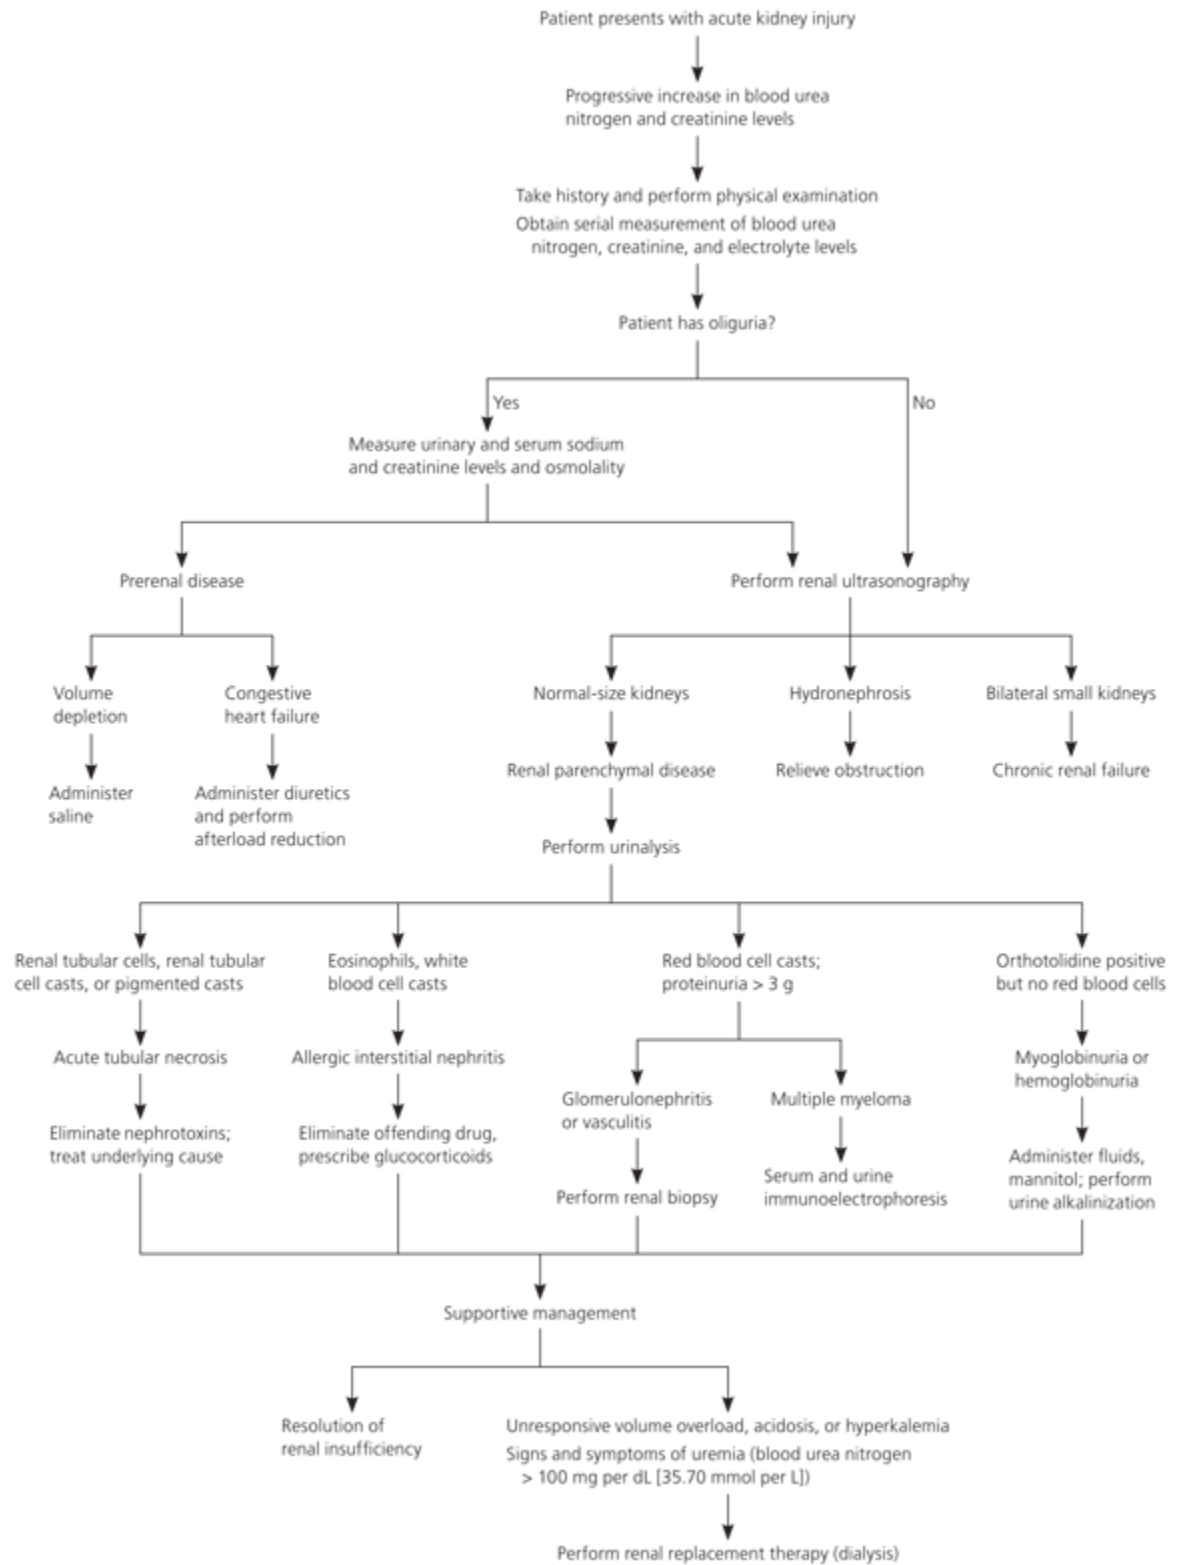 Patient presents with acute kidney injury
Progressive increase in blood urea
nitrogen and creatinine levels
Take history and perform physical examination
Obtain serial measurement of blood urea
nitrogen, creatinine, and electrolyte levels
Patient has oliguria?
Yes
No
Measure urinary and serum sodium
and creatinine levels and osmolality
Prerenal disease
Perform renal ultrasonography
Volume
depletion
Congestive
heart failure
Normal-size kidneys
Hydronephrosis
Bilateral small kidneys
Administer
saline
Administer diuretics
and perform
afterload reduction
Renal parenchymal disease
Relieve obstruction
Chronic renal failure
Perform urinalysis
Renal tubular cells, renal tubular
cell casts, or pigmented casts
Eosinophils, white
blood cell casts
Red blood cell casts;
proteinuria > 3 g
Orthotolidine positive
but no red blood cells
Acute tubular necrosis
Allergic interstitial nephritis
Glomerulonephritis
or vasculitis
Multiple myeloma
Myoglobinuria or
hemoglobinuria
Eliminate nephrotoxins;
treat underlying cause
Eliminate offending drug,
prescribe glucocorticoids
Perform renal biopsy
Serum and urine
immunoelectrophoresis
Administer fluids,
mannitol; perform
urine alkalinization
Supportive management
Resolution of
renal insufficiency
Unresponsive volume overload, acidosis, or hyperkalemia
Signs and symptoms of uremia (blood urea nitrogen
> 100 mg per dL [35.70 mmol per L])
Perform renal replacement therapy (dialysis)